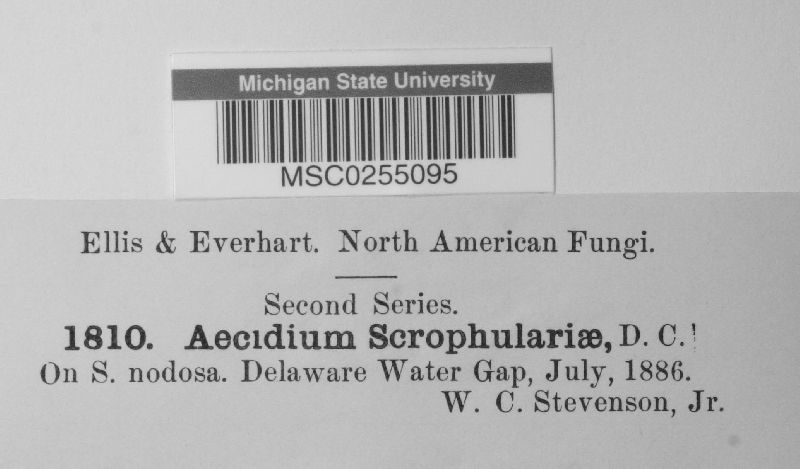 Michigan State University
MSC0255095
Ellis & Everhart. North American Fungi.
Second Series.
1810. Aecidium Scrophulariæ, D. C.!
On S. nodosa. Delaware Water Gap, July, 1886.
W. C. Stevenson, Jr.